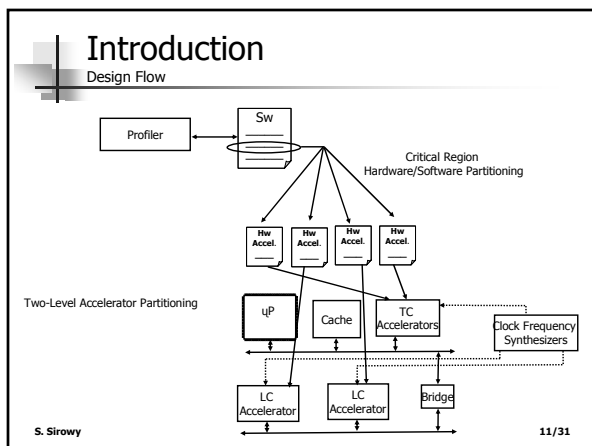 Introduction
Design Flow
Sw
Profiler
Critical Region
Hardware/Software Partitioning
Hw
Accel.
Hw
Accel.
Hw
Accel.
Hw
Accel.
Two-Level Accelerator Partitioning
ųP
Cache
TC
Accelerators
Clock Frequency
Synthesizers
LC
Accelerator
LC
Accelerator
Bridge
S. Sirowy
11/31